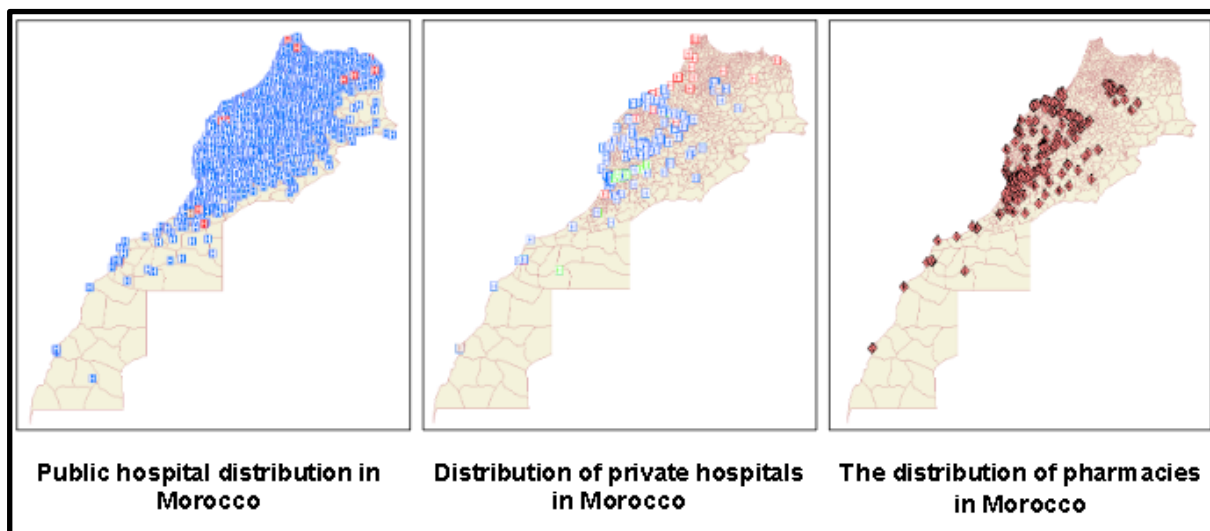 Public hospital distribution in
Morocco
Distribution of private hospitals
in Morocco
The distribution of pharmacies
in Morocco